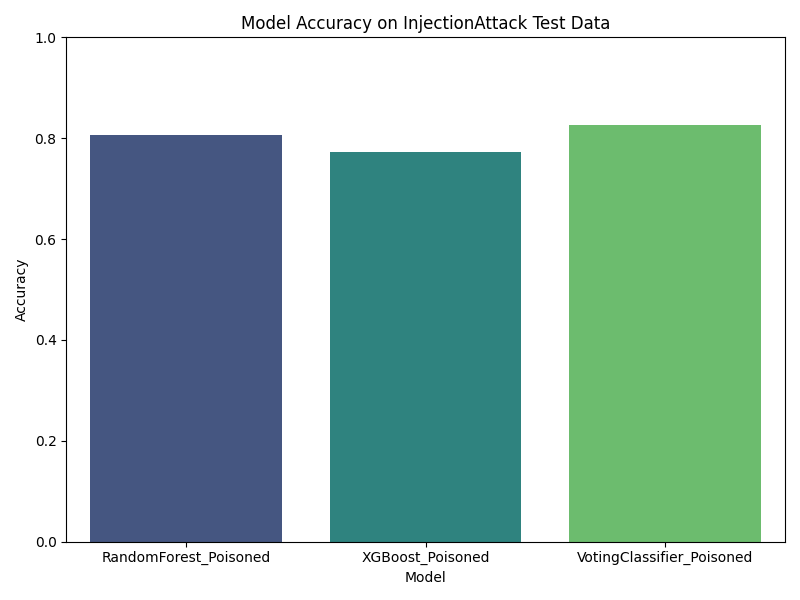 Model Accuracy on InjectionAttack Test Data
1.0
0.8
0.6
0.4
0.2
0.0
Accuracy
RandomForest_Poisoned
XGBoost_Poisoned
VotingClassifier_Poisoned
Model